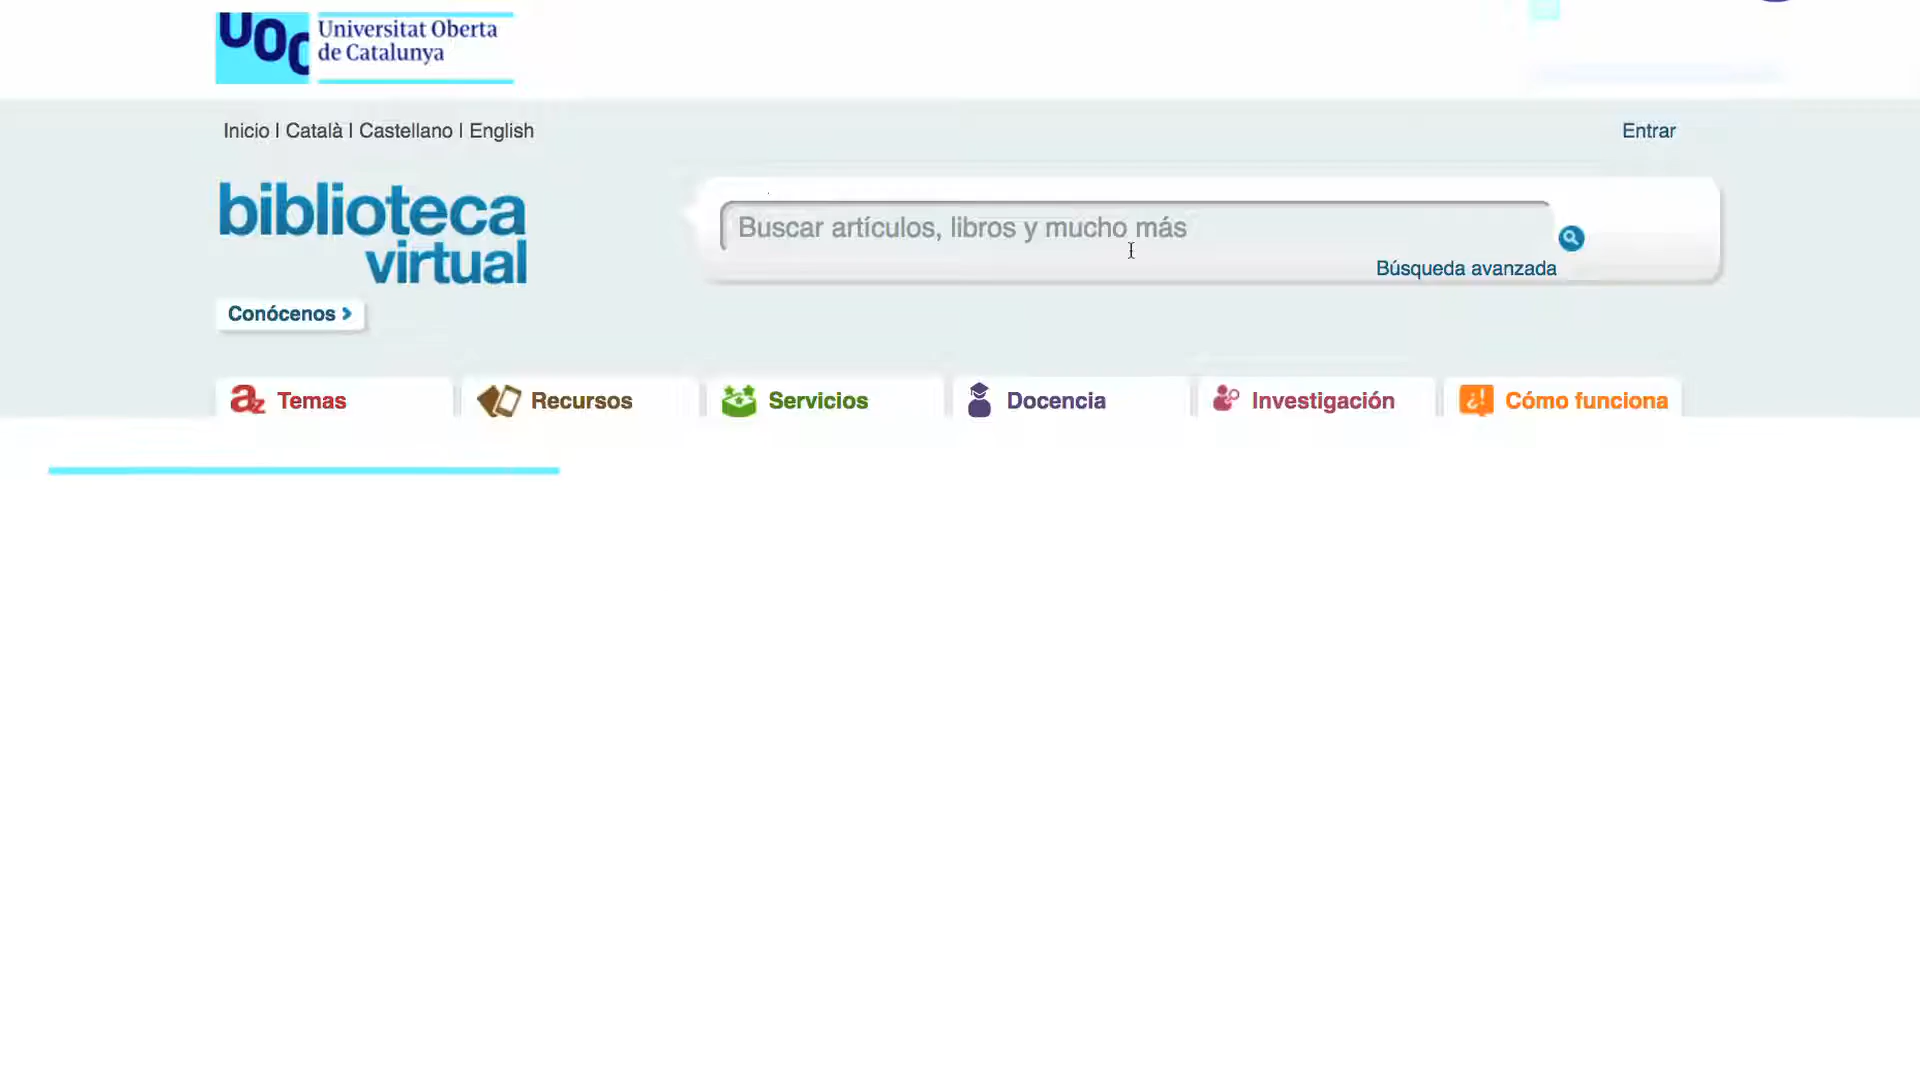 UOC
Universitat Oberta
de Catalunya
Inicio | Català | Castellano | English
Entrar
biblioteca
virtual
Buscar artículos, libros y mucho más
Búsqueda avanzada
Conócenos
Temas
Recursos
Servicios
Docencia
Investigación
Cómo funciona